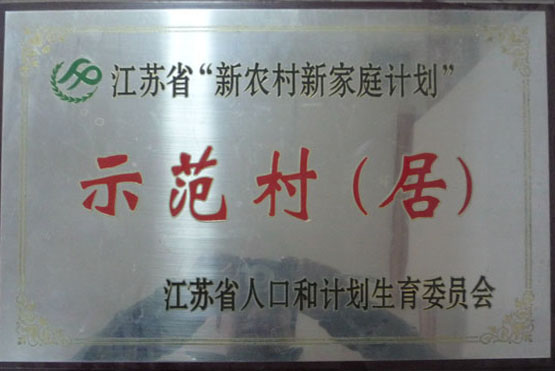 江苏省“新农村新家庭计划”
示范村(居)
江苏省人口和计划生育委员会